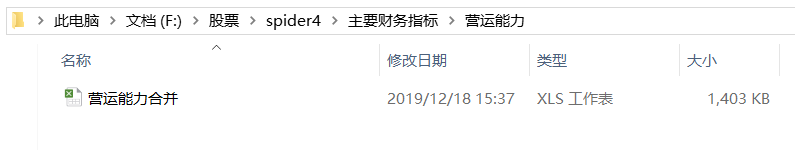 此电脑 > 文档 (F:) > 股票 > spider4 > 主要财务指标 > 营运能力
名称 修改日期 类型 大小
营运能力合并 2019/12/18 15:37 XLS 工作表 1,403 KB